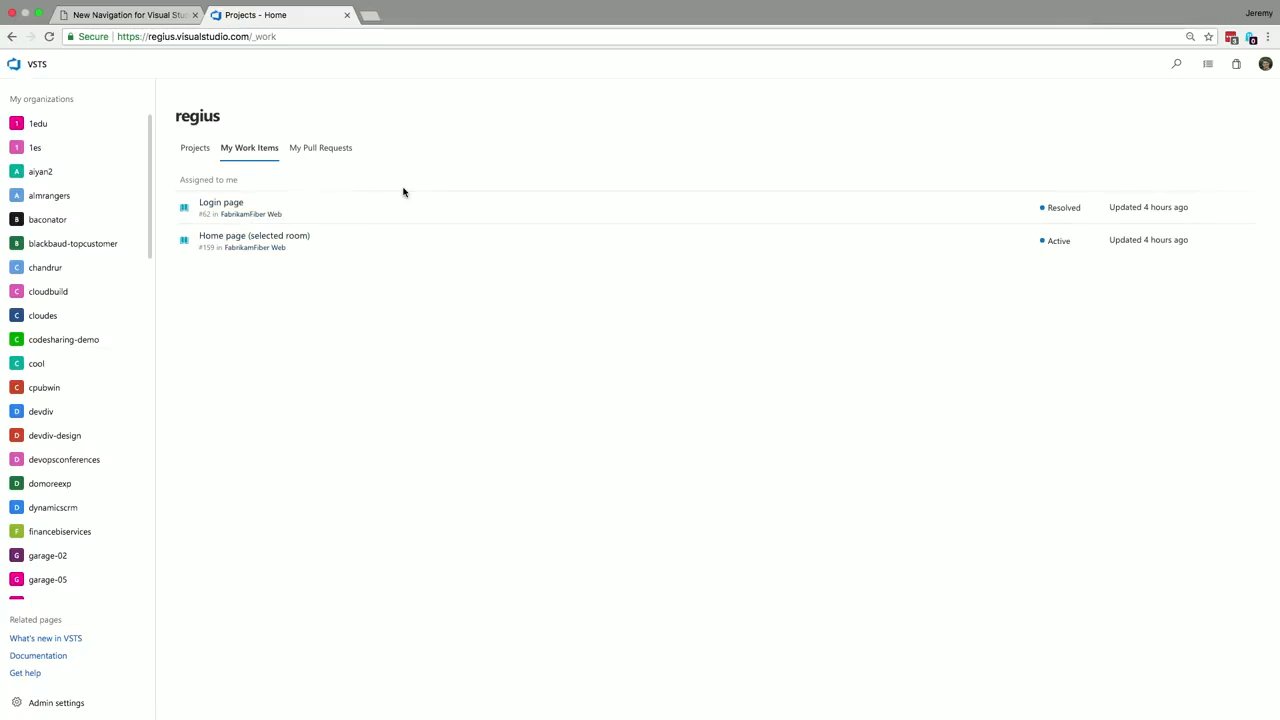 New Navigation for Visual Stu
Projects - Home
Jeremy
Secure
https://regius.visualstudio.com/_work
VSTS
My organizations
1 1edu
1 1es
A aiyan2
A almrangers
B baconator
B blackbaud-topcustomer
C chandrur
C cloudbuild
C cloudes
C codesharing-demo
C cool
C cpubwin
D devdiv
D devdiv-design
D devopsconferences
D domoreexp
D dynamicscrm
F financebiservices
G garage-02
G garage-05
Related pages
What's new in VSTS
Documentation
Get help
Admin settings
regius
Projects My Work Items My Pull Requests
Assigned to me
Login page
#62 in FabrikamFiber Web
Resolved Updated 4 hours ago
Home page (selected room)
#159 in FabrikamFiber Web
Active Updated 4 hours ago